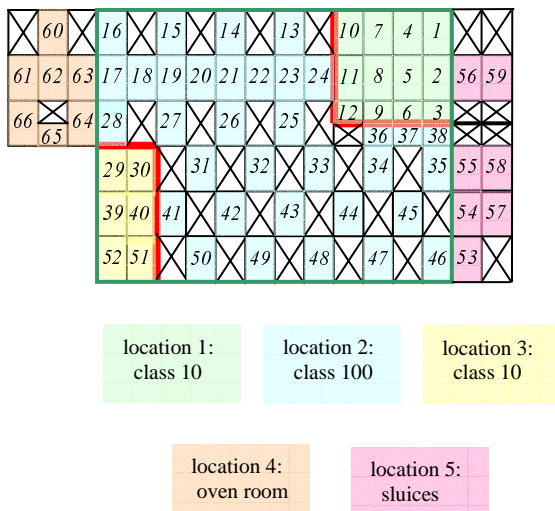 60 16 15 14 13 10 7 4 1
61 62 63 17 18 19 20 21 22 23 24 11 8 5 2 56 59
66 65 64 28 27 26 25 12 9 6 3
36 37 38
29 30 31 32 33 34 35 55 58
39 40 41 42 43 44 45 54 57
52 51 50 49 48 47 46 53
location 1: location 2: location 3:
class 10 class 100 class 10
location 4: location 5:
oven room sluices